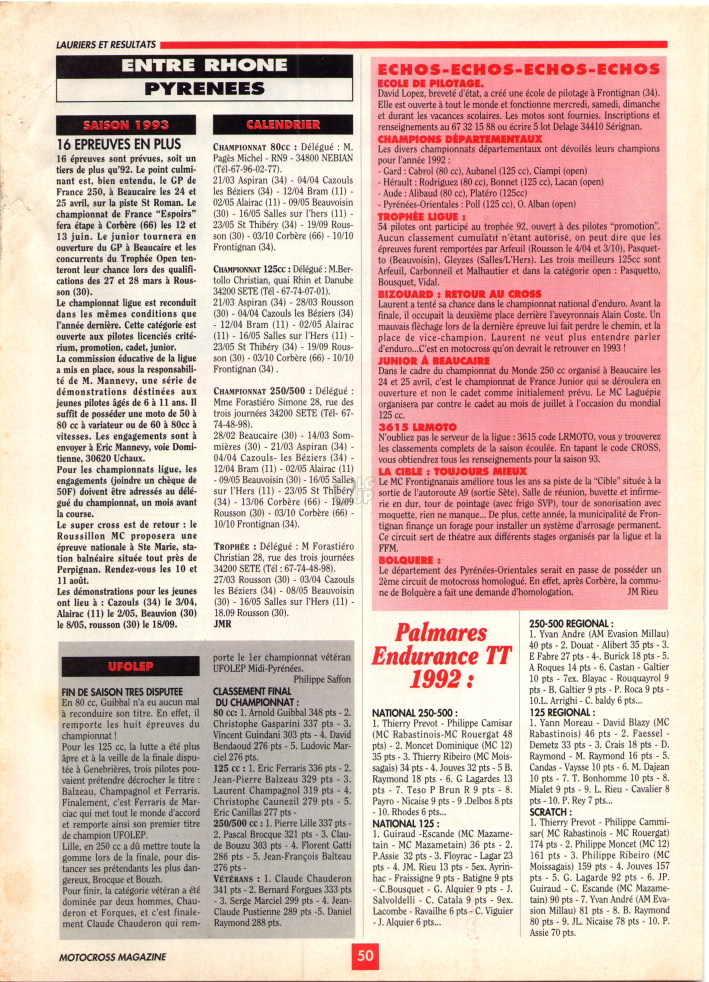 LAURIERS ET RESULTATS
ENTRE RHONE
PYRENEES
SAISON 1993
16 EPREUVES EN PLUS
16 épreuves sont prévues, soit un
tiers de plus qu'92. Le point culmi-
nant est, bien entendu, le GP de
France 250, à Beaucaire les 24 et
25 avril, sur la piste St Roman. Le
championnat de France "Espoirs"
fera étape à Corbère (66) les 12 et
13 juin. Le junior tournera en
ouverture du GP à Beaucaire et les
concurrents du Trophée Open ten-
teront leur chance lors des qualifi-
cations des 27 et 28 mars à Rous-
son (30).
Le championnat ligue est reconduit
dans les mêmes conditions que
l'année dernière. Cette catégorie est
ouverte aux pilotes licenciés crité-
rium, promotion, cadet, junior.
La commission éducative de la ligue
a mis en place, sous la responsabili-
té de M. Mannevy, une série de
démonstrations déstinées aux
jeunes pilotes âgés de 6 à 11 ans. Il
suffit de posséder une moto de 50 à
80 cc à variateur ou de 60 à 80cc à
vitesses. Les engagements sont à
envoyer à Eric Mannevy, voie Domi-
tienne, 30620 Uchaux.
Pour les championnats ligue, les
engagements (joindre un chèque de
50F) doivent être adressés au délé-
gué du championnat, un mois avant
la course.
Le super cross est de retour : le
Roussillon MC proposera une
épreuve nationale à Ste Marie, sta-
tion balnéaire située tout près de
Perpignan. Rendez-vous les 10 et
11 août.
Les démonstrations pour les jeunes
ont lieu à : Cazouls (34) le 3/04,
Alairac (11) le 2/05, Beauvion (30)
le 8/05, rousson (30) le 18/09.
CALENDRIER
CHAMPIONNAT 80cc : Délégué : M.
Pagès Michel - RN9 - 34800 NEBIAN
(Tél-67-96-02-77).
21/03 Aspiran (34) - 04/04 Cazouls
les Béziers (34) - 12/04 Bram (11) -
02/05 Alairac (11) - 09/05 Beauvoisin
(30) - 16/05 Salles sur l'hers (11) -
23/05 St Thibéry (34) - 19/09 Rous-
son (30) - 03/10 Corbère (66) - 10/10
Frontignan (34).
CHAMPIONNAT 125cc : Délégué : M.Ber-
tollo Christian, quai Rhin et Danube
34200 SETE (Tél - 67-74-07-01).
21/03 Aspiran (34) - 28/03 Rousson
(30) - 04/04 Cazouls les Béziers (34)
- 12/04 Bram (11) - 02/05 Alairac
(11) - 16/05 Salles sur l'Hers (11) -
23/05 St Thibéry (34) - 19/09 Rous-
son (30) - 03/10 Corbère (66) - 10/10
Frontignan (34) .
CHAMPIONNAT 250/500 : Délégué :
Mme Forastiéro Simone 28, rue des
trois journées 34200 SETE (Tél- 67-
74-48-98).
28/02 Beaucaire (30) - 14/03 Som-
mières (30) - 21/03 Aspiran (34) -
04/04 Cazouls- les Béziers (34) -
12/04 Bram (11) - 02/05 Alairac (11)
- 09/05 Beauvoisin (30) - 16/05 Salles
sur l'Hers (11) - 23/05 St Thibéry
(34) - 13/06 Corbère (66) - 19/09
Rousson (30) - 03/10 Corbère (66) -
10/10 Frontignan (34).
TROPHÉE : Délégué : M Forastiéro
Christian 28, rue des trois journées
34200 SETE (Tél : 67-74-48-98).
27/03 Rousson (30) - 03/04 Cazouls
les Béziers (34) - 08/05 Beauvoisin
(30) - 16/05 Salles sur l'Hers (11) -
18.09 Rousson (30).
JMR
ECHOS-ECHOS-ECHOS-ECHOS
ECOLE DE PILOTAGE.
David Lopez, breveté d'état, a créé une école de pilotage à Frontignan (34).
Elle est ouverte à tout le monde et fonctionne mercredi, samedi, dimanche
et durant les vacances scolaires. Les motos sont fournies. Inscriptions et
renseignements au 67 32 15 88 ou écrire 5 lot Delage 34410 Sérignan.
CHAMPIONS DÉPARTEMENTAUX
Les divers championnats départementaux ont dévoilés leurs champions
pour l'année 1992 :
- Gard : Cabrol (80 cc), Aubanel (125 cc), Ciampi (open)
- Hérault : Rodriguez (80 cc), Bonnet (125 cc), Lacan (open)
- Aude : Alibaud (80 cc), Platéro (125cc)
- Pyrénées-Orientales : Poll (125 cc), O. Alban (open)
TROPHÉE LIGUE :
54 pilotes ont participé au trophée 92, ouvert à des pilotes "promotion".
Aucun classement cumulatn n'étant autorisé, on peut dire que les
épreuves furent remportées par Arfeuil (Rousson le 4/04 et 3/10), Pasquet-
to (Beauvoisin), Gleyzes (Salles/L'Hers). Les trois meilleurs 125cc sont
Arfeuil, Carbonneil et Malhautier et dans la catégorie open : Pasquetto,
Bousquet, Vidal.
BIZOUARD : RETOUR AU CROSS
Laurent a tenté sa chance dans le championnat national d'enduro. Avant la
finale, il occupait la deuxième place derrière l'aveyronnais Alain Coste. Un
mauvais flèchage lors de la dernière épreuve lui fait perdre le chemin, et la
place de vice-champion. Laurent ne veut plus entendre parler
d'enduro...C'est en motocross qu'on devrait le retrouver en 1993 !
JUNIOR À BEAUCAIRE
Dans le cadre du championnat du Monde 250 cc organisé à Beaucaire les
24 et 25 avril, c'est le championnat de France Junior qui se déroulera en
ouverture et non le cadet comme initialement prévu. Le MC Laguépie
organisera par contre le cadet au mois de juillet à l'occasion du mondial
125 cc.
3615 LRMOTO
N'oubliez pas le serveur de la ligue : 3615 code LRMOTO, vous y trouverez
les classements complets de la saison écoulée. En tapant le code CROSS,
vous obtiendrez tous les renseignements pour la saison 93.
LA CIBLE : TOUJOURS MIEUX
Le MC Frontignanais améliore tous les ans sa piste de la "Cible" située à la
sortie de l'autoroute A9 (sortie Sète). Salle de réunion, buvette et infirme-
rie en dur, tour de pointage (avec frigo SVP), tour de sonorisation avec
moquette, rien ne manque... De plus, cette année, la municipalité de Fron-
tignan finance un forage pour installer un système d'arrosage permanent.
Ce circuit sert de théatre aux différents stages organisés par la ligue et la
FFM.
BOLQUERE :
Le département des Pyrénées-Orientales serait en passe de posséder un
2ème circuit de motocross homologué. En effet, après Corbère, la commu-
ne de Bolquère a fait une demande d'homologation. JM Rieu
UFOLEP
FIN DE SAISON TRES DISPUTEE
En 80 cc, Guibbal n'a eu aucun mal
à reconduire son titre. En effet, il
remporte les huit épreuves du
championnat !
Pour les 125 cc, la lutte a été plus
âpre et à la veille de la finale dispu-
tée à Genebrières, trois pilotes pou-
vaient prétendre décrocher le titre :
Balzeau, Champagnol et Ferraris.
Finalement, c'est Ferraris de Mar-
ciac qui met tout le monde d'accord
et remporte ainsi son premier titre
de champion UFOLEP.
Lille, en 250 cc a dû mettre toute la
gomme lors de la finale, pour dis-
tancer ses prétendants les plus dan-
gereux, Brocque et Bouzh.
Pour finir, la catégorie vétéran a été
dominée par deux hommes, Chau-
deron et Forques, et c'est finale-
ment Claude Chauderon qui rem-
porte le 1er championnat vétéran
UFOLEP Midi-Pyrénées.
Philippe Saffon
CLASSEMENT FINAL
DU CHAMPIONNAT :
80 cc: 1. Arnold Guibbal 348 pts - 2.
Christophe Gasparini 337 pts - 3.
Vincent Guindani 303 pts - 4. David
Bendaoud 276 pts - 5. Ludovic Mar-
ciel 276 pts.
125 cc : 1. Eric Ferraris 336 pts - 2.
Jean-Pierre Balzeau 329 pts - 3.
Laurent Champagnol 319 pts - 4.
Christophe Caunezil 279 pts - 5.
Eric Canillas 277 pts -
250/500 cc : 1. Pierre Lille 337 pts -
2. Pascal Brocque 321 pts - 3. Clau-
de Bouzu 303 pts - 4. Florent Gatti
286 pts - 5. Jean-François Balteau
276 pts -
VÉTÉRANS : 1. Claude Chauderon
341 pts - 2. Bernard Forgues 333 pts
- 3. Serge Marciel 299 pts - 4. Jean-
Claude Pustienne 289 pts -5. Daniel
Raymond 288 pts.
Palmares
Endurance TT
1992 :
NATIONAL 250-500 :
1. Thierry Prevot - Philippe Camisar
(MC Rabastinois-MC Rouergat 48
pts) - 2. Moncet Dominique (MC 12)
35 pts - 3. Thierry Ribeiro (MC Mois-
sagais) 34 pts - 4. Jouves 32 pts - 5 B.
Raymond 18 pts - 6. G Lagardes 13
pts - 7. Teso P Brun R 9 pts - 8.
Payro - Nicaise 9 pts - 9 .Delbos 8 pts
- 10. Rhodes 6 pts...
NATIONAL 125 :
1. Guiraud -Escande (MC Mazame-
tain - MC Mazametain) 36 pts - 2.
P.Assie 32 pts - 3. Floyrac - Lagar 23
pts - 4. JM. Rieu 13 pts - 5ex. Ayrin-
hac - Fraissigne 9 pts - Batigne 9 pts
- C.Bousquet - G. Alquier 9 pts - J.
Salvoldelli - C. Catala 9 pts - 9ex.
Lacombe - Ravailhe 6 pts - C. Viguier
- J. Alquier 6 pts...
250-500 REGIONAL :
1. Yvan Andre (AM Evasion Millau)
40 pts - 2. Douat - Alibert 35 pts - 3.
E Fabre 27 pts - 4-. Burick 18 pts - 5.
A Roques 14 pts - 6. Castan - Galtier
10 pts - 7ex. Blayac - Rouquayrol 9
pts - B. Galtier 9 pts - P. Roca 9 pts -
10.L. Arrighi - C. baldy 6 pts...
125 REGIONAL :
1. Yann Moreau - David Blazy (MC
Rabastinois) 46 pts - 2. Faessel -
Demetz 33 pts - 3. Crais 18 pts - D.
Raymond - M. Raymond 16 pts - 5.
Candas - Vaysse 10 pts - 6. M. Dajean
10 pts - 7. T. Bonhomme 10 pts - 8.
Mialet 9 pts - 9. L. Rieu - Cavalier 8
pts - 10. P. Rey 7 pts...
SCRATCH :
1. Thierry Prevot - Philippe Cammi-
sar( MC Rabastinois - MC Rouergat)
174 pts - 2. Philippe Moncet (MC 12)
161 pts - 3. Philippe Ribeiro (MC
Moissagais) 159 pts - 4. Jouves 157
pts - 5. G. Lagarde 92 pts - 6. JP.
Guiraud - C. Escande (MC Mazame-
tain) 90 pts - 7. Yvan André (AM Eva-
sion Millau) 81 pts - 8. B. Raymond
80 pts - 9. JL. Nicaise 78 pts - 10. P.
Assie 70 pts.
MOTOCROSS MAGAZINE
50